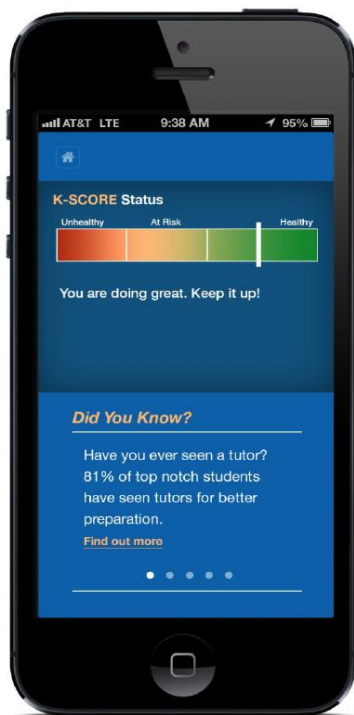 AT&T LTE 9:38 AM 95%
K-SCORE Status
Unhealthy At Risk Healthy
You are doing great. Keep it up!
Did You Know?
Have you ever seen a tutor?
81% of top notch students
have seen tutors for better
preparation.
Find out more